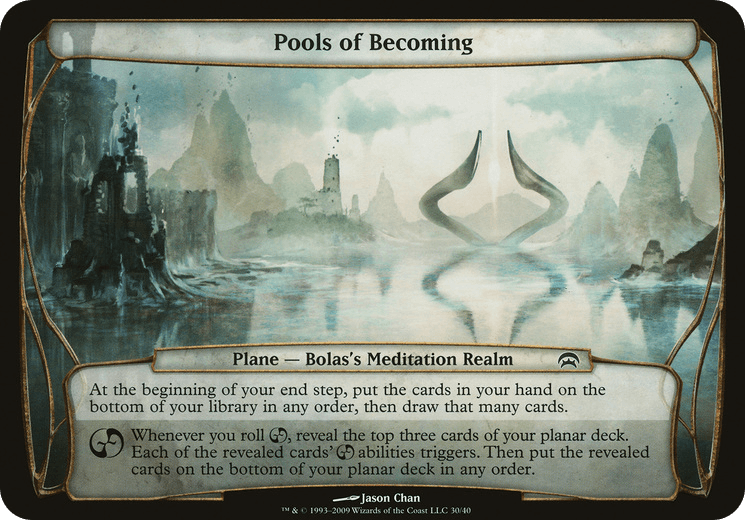 Pools of Becoming
Plane — Bolas's Meditation Realm
At the beginning of your end step, put the cards in your hand on the
bottom of your library in any order, then draw that many cards.
Whenever you roll , reveal the top three cards of your planar deck.
Each of the revealed cards' abilities triggers. Then put the revealed
cards on the bottom of your planar deck in any order.
Jason Chan
™ & © 1993–2009 Wizards of the Coast LLC 30/40